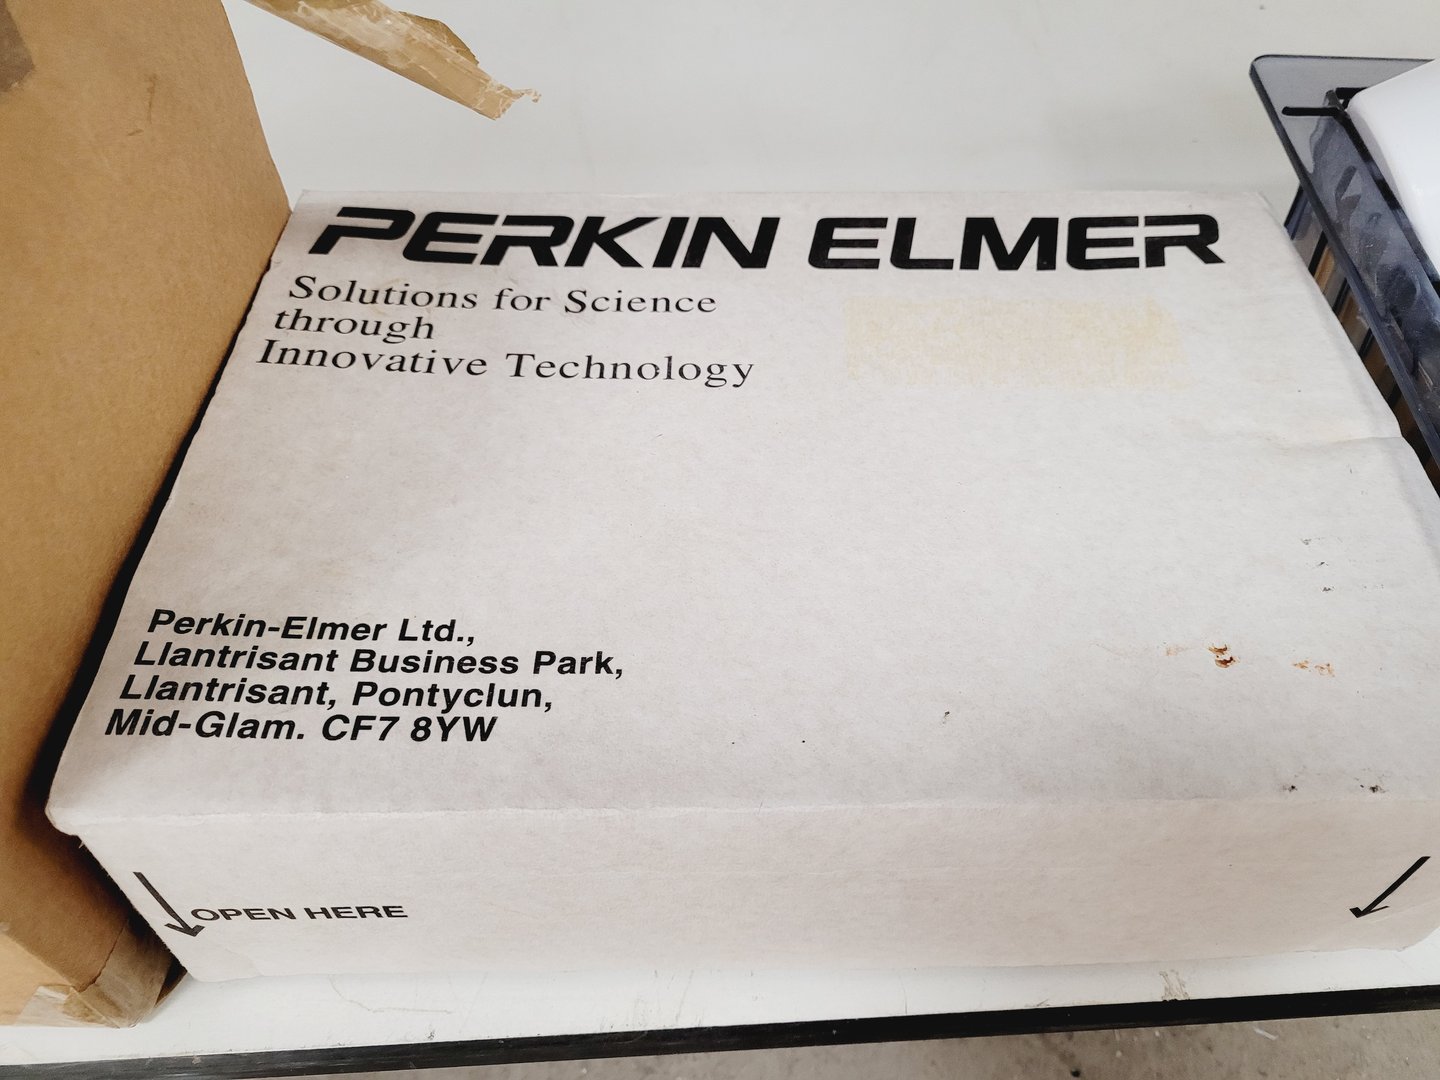 PERKIN ELMER
Solutions for Science
through
Innovative Technology
Perkin-Elmer Ltd.,
Llantrisant Business Park,
Llantrisant, Pontyclun,
Mid-Glam. CF7 8YW
OPEN HERE